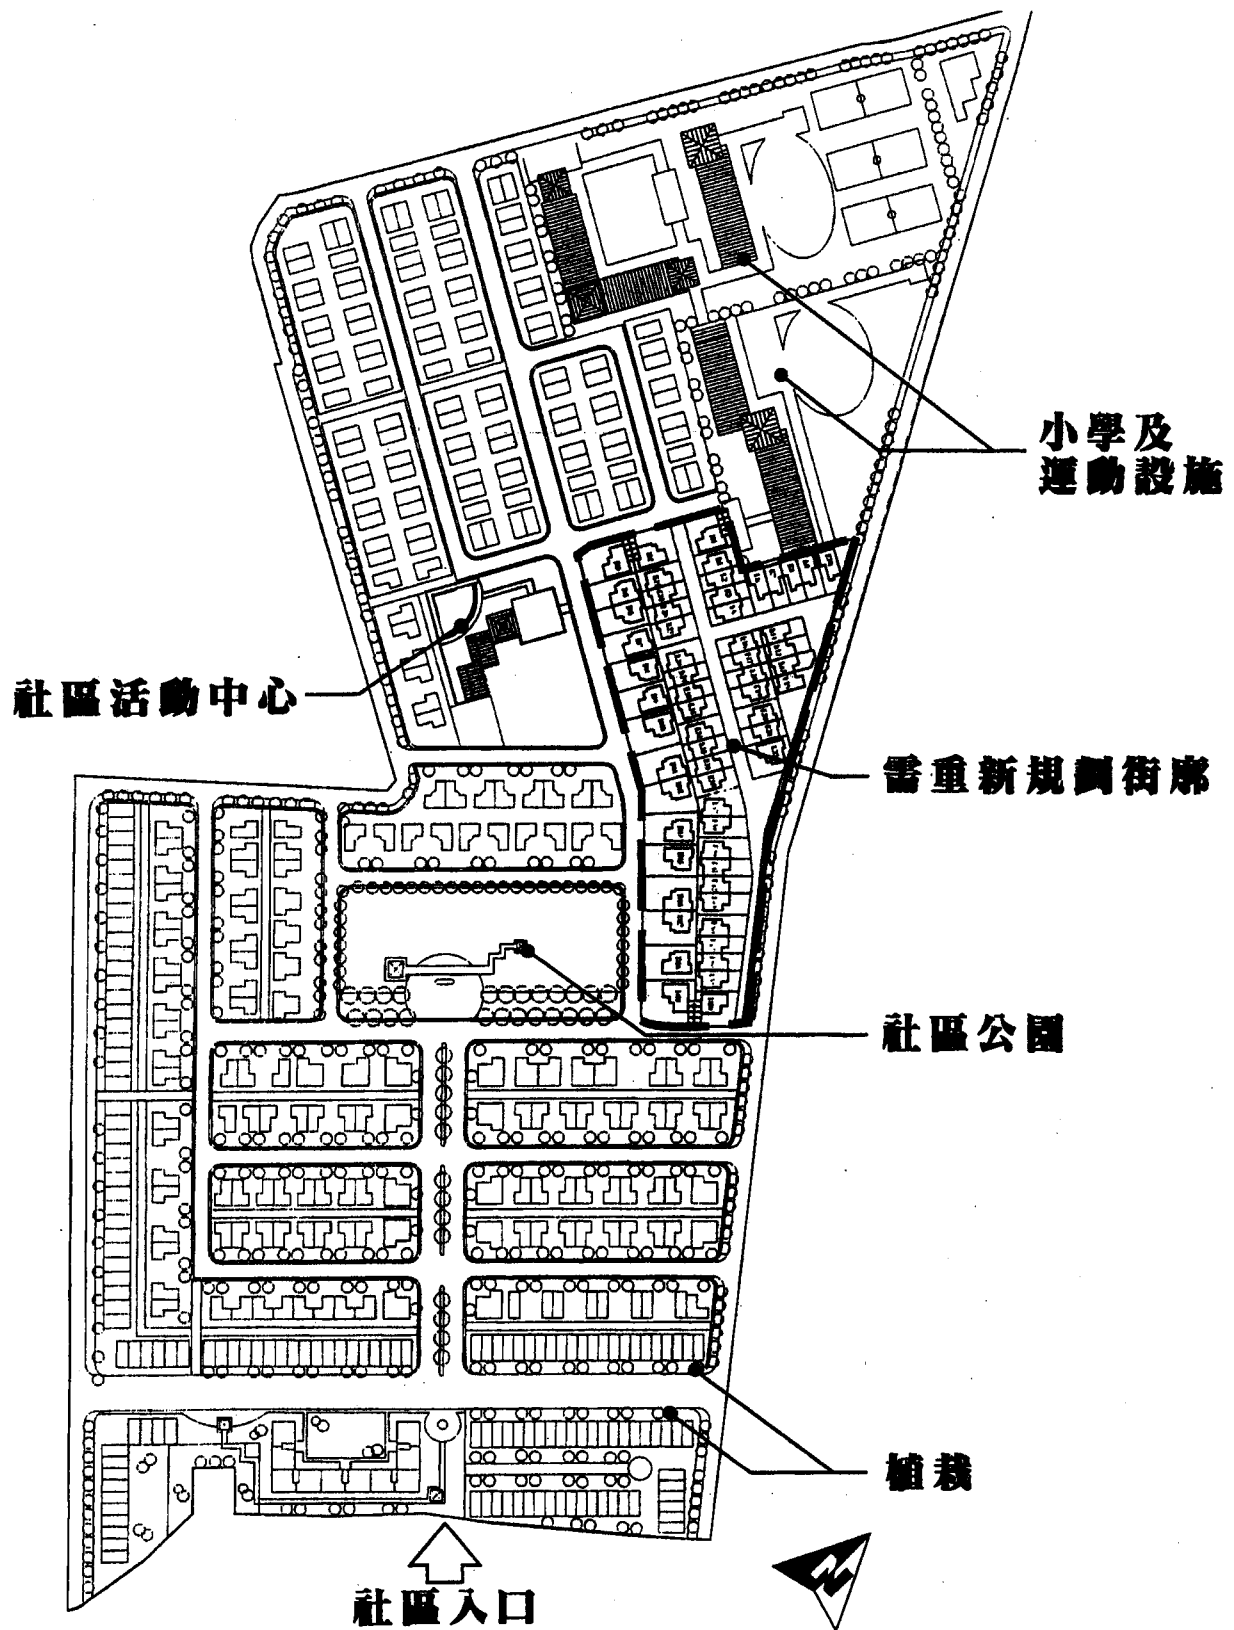 小學及
運動設施
社區活動中心
需重新規劃街廓
社區公園
植栽
社區入口